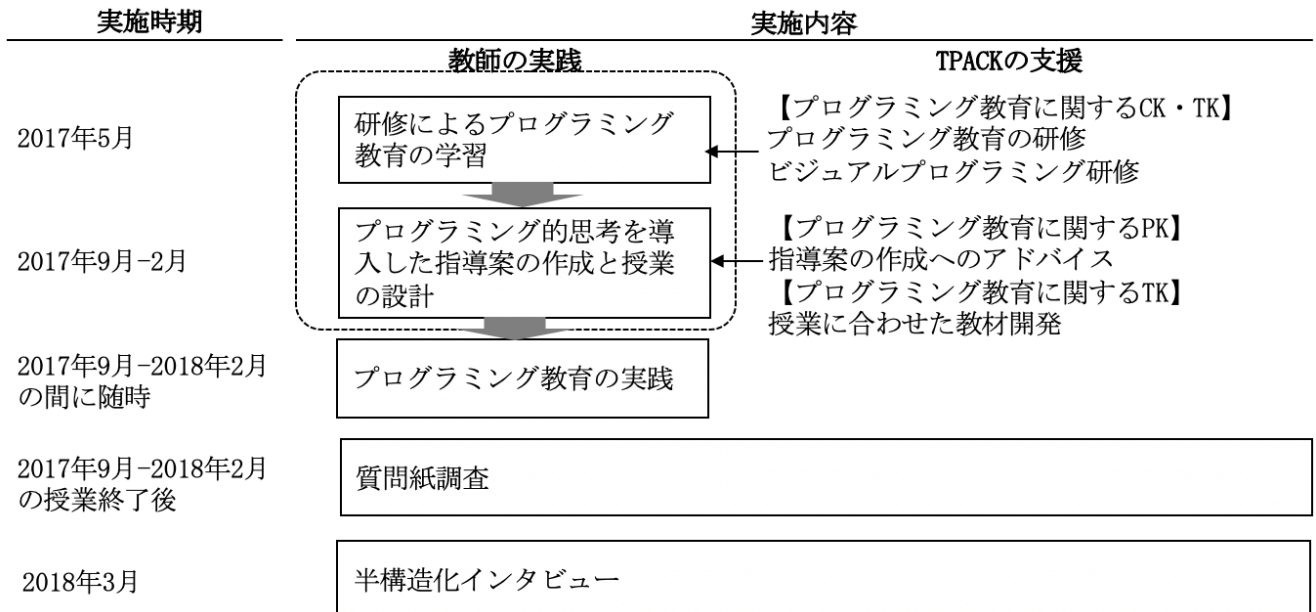 実施時期
実施内容
教師の実践
TPACKの支援
2017年5月
研修によるプログラミング
教育の学習
【プログラミング教育に関するCK・TK】
プログラミング教育の研修
ビジュアルプログラミング研修
2017年9月-2月
プログラミング的思考を導
入した指導案の作成と授業
の設計
【プログラミング教育に関するPK】
指導案の作成へのアドバイス
【プログラミング教育に関するTK】
授業に合わせた教材開発
2017年9月-2018年2月
の間に随時
プログラミング教育の実践
2017年9月-2018年2月
の授業終了後
質問紙調査
2018年3月
半構造化インタビュー